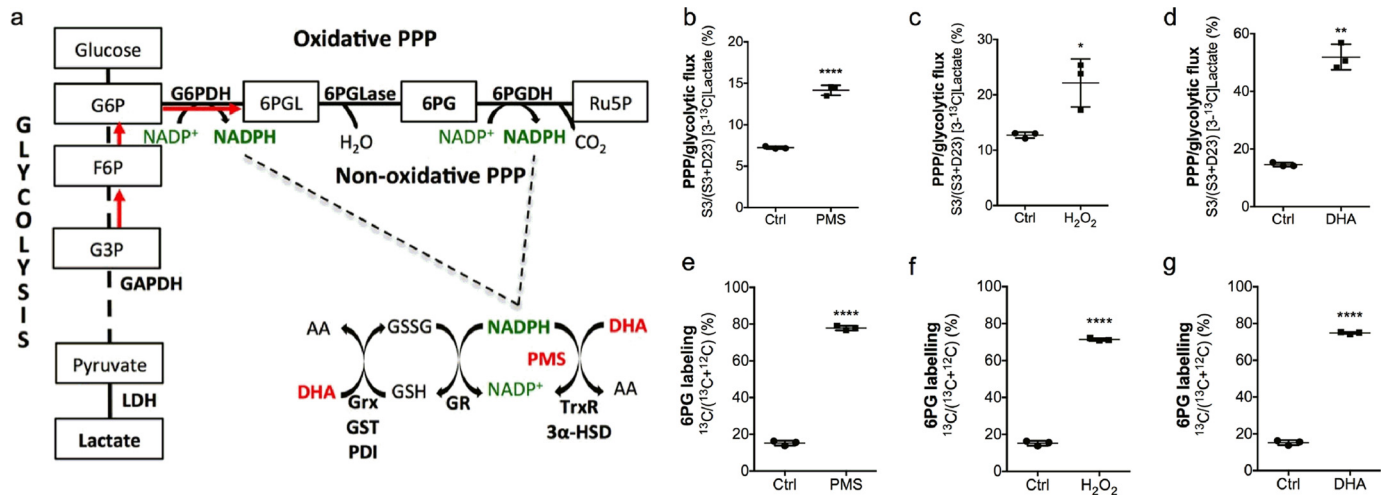 a
GLYCOLYSIS
Glucose
G6P
F6P
G3P
GAPDH
Pyruvate
LDH
Lactate
Oxidative PPP
G6PDH
6PGL
6PGLase
6PG
6PGDH
Ru5P
NADP⁺
NADPH
H₂O
NADP⁺
NADPH
CO₂
Non-oxidative PPP
AA
GSSG
NADPH
DHA
PMS
DHA
GSH
GR
NADP⁺
TrxR
AA
Grx
GST
PDI
3α-HSD
b
PPP/glycolytic flux
S3/(S3+D23) [3-¹³C]Lactate (%)
20
15
10
5
0
****
Ctrl
PMS
c
PPP/glycolytic flux
S3/(S3+D23) [3-¹³C]Lactate (%)
30
20
10
0
*
Ctrl
H₂O₂
d
PPP/glycolytic flux
S3/(S3+D23) [3-¹³C]Lactate (%)
60
40
20
0
**
Ctrl
DHA
e
6PG labelling
¹³C/(¹³C+¹²C) (%)
100
80
60
40
20
0
****
Ctrl
PMS
f
6PG labelling
¹³C/(¹³C+¹²C) (%)
100
80
60
40
20
0
****
Ctrl
H₂O₂
g
6PG labelling
¹³C/(¹³C+¹²C) (%)
100
80
60
40
20
0
****
Ctrl
DHA